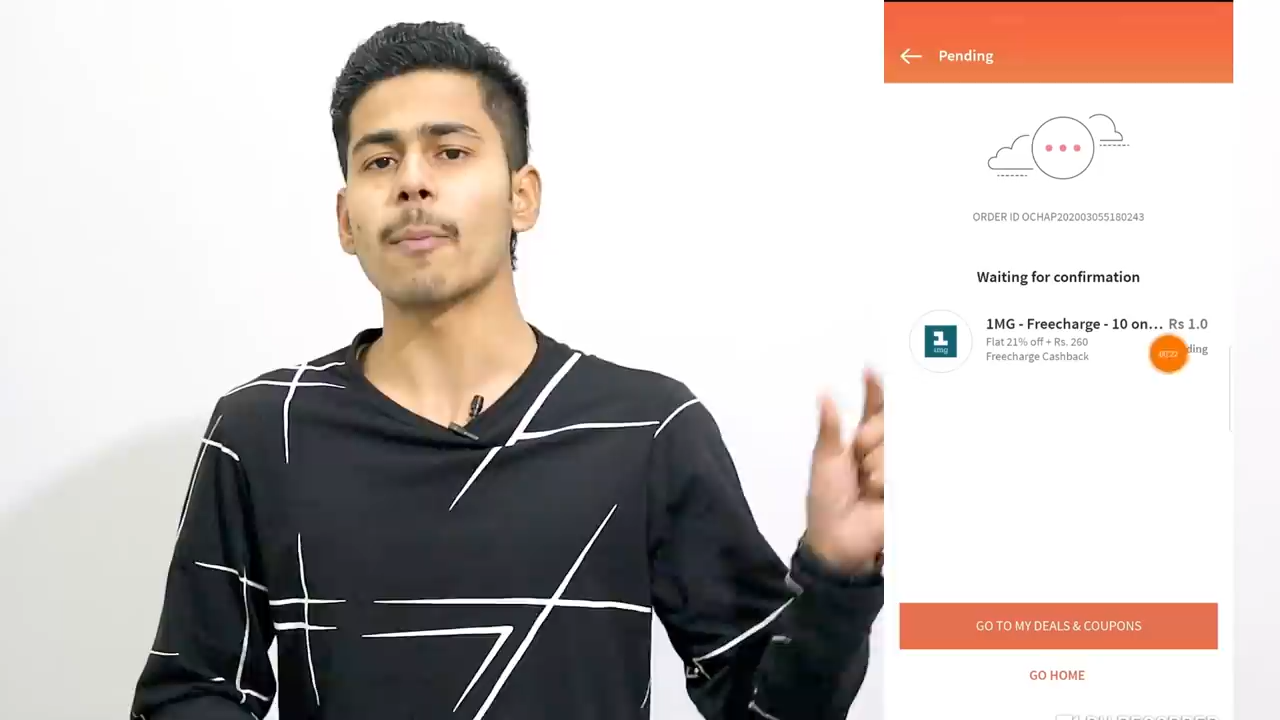 Pending
ORDER ID OCHAP202003055180243
Waiting for confirmation
1MG - Freecharge - 10 on... Rs 1.0
Flat 21% off + Rs. 260
Freecharge Cashback
1mg
GO TO MY DEALS & COUPONS
GO HOME